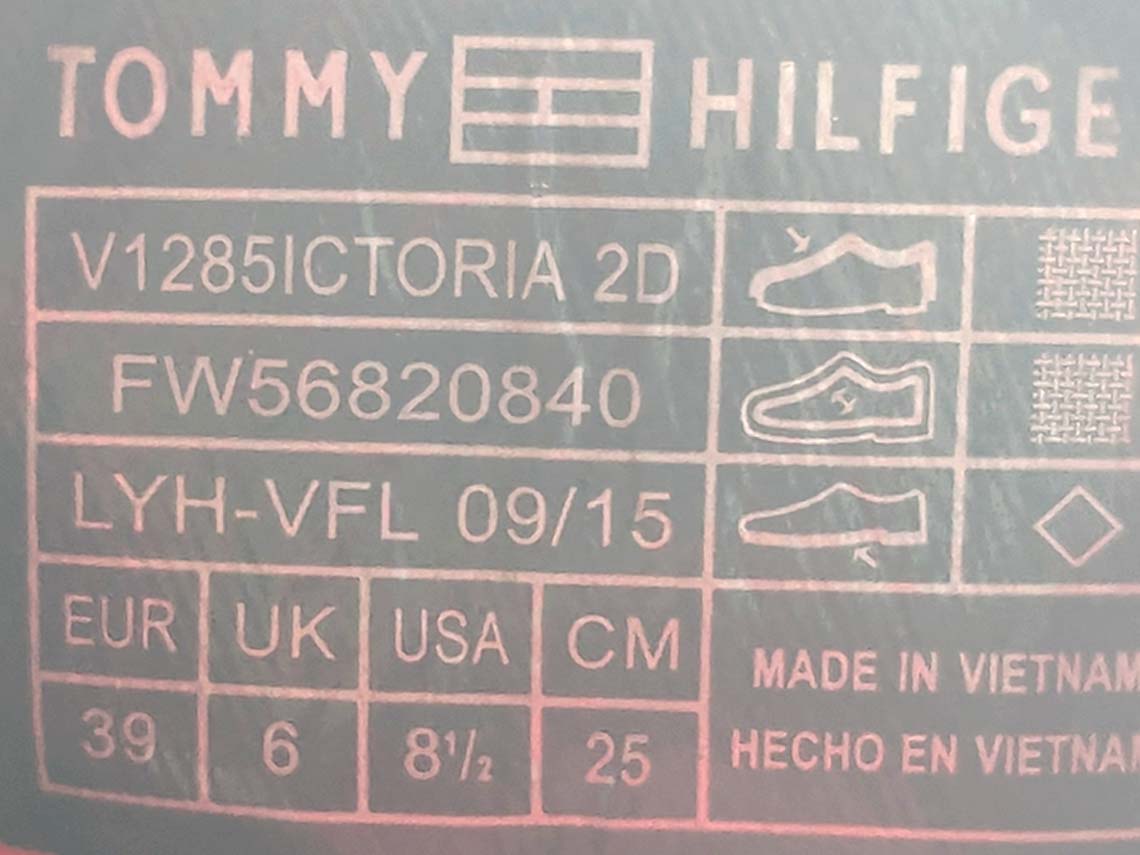 TOMMY HILFIGE
V1285ICTORIA 2D
FW56820840
LYH-VFL 09/15
EUR UK USA CM
39 6 8½ 25
MADE IN VIETNAM
HECHO EN VIETNAM